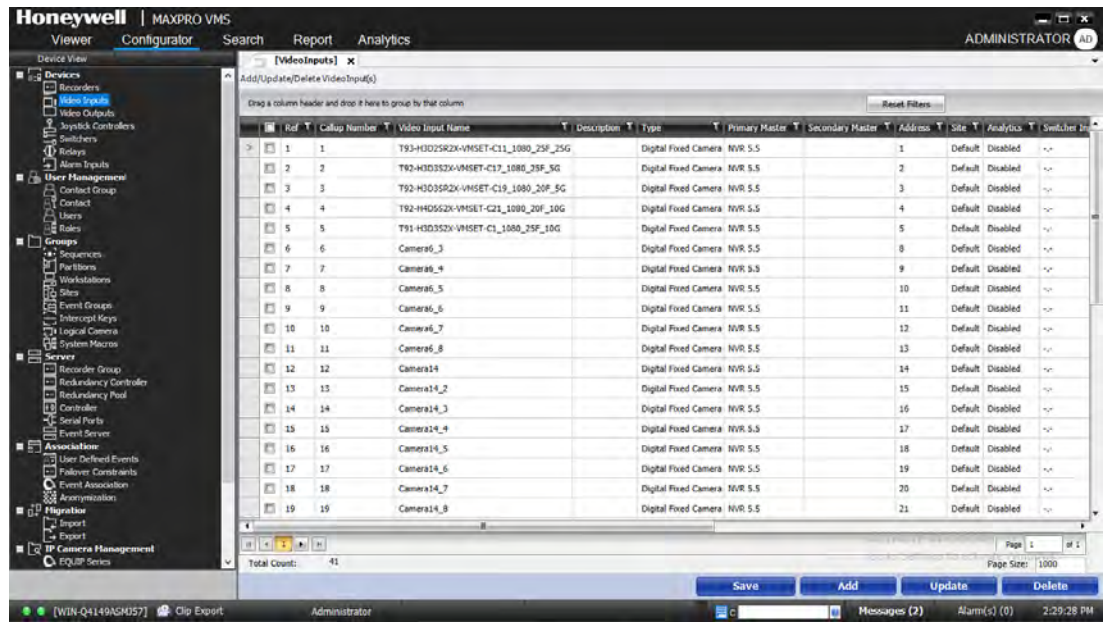 Honeywell | MAXPRO VMS
Viewer Configurator Search Report Analytics ADMINISTRATOR AD
Device View
[VideoInputs] x
Add/Update/Delete VideoInput(s)
Drag a column header and drop it here to group by that column
Reset Filters
Devices
Recorders
Video Inputs
Video Outputs
Joystick Controllers
Switchers
Relays
Alarm Inputs
User Management
Contact Group
Contact
Users
Roles
Groups
Sequences
Partitions
Workstations
Sites
Event Groups
Intercept Keys
Logical Camera
System Macros
Server
Recorder Group
Redundancy Controller
Redundancy Pool
Controller
Serial Ports
Event Server
Association
User Defined Events
Failover Constraints
Event Association
Anonymization
Migration
Import
Export
IP Camera Management
EQUIP Series
Ref Callup Number Video Input Name Description Type Primary Master Secondary Master Address Site Analytics Switcher In
1 1 T93-H3D2SR2X-VMSET-C11_1080_25F_25G Digital Fixed Camera NVR 5.5 1 Default Disabled -,-
2 2 T92-H3D3S2X-VMSET-C17_1080_25F_5G Digital Fixed Camera NVR 5.5 2 Default Disabled -,-
3 3 T92-H3D3SR2X-VMSET-C19_1080_20F_5G Digital Fixed Camera NVR 5.5 3 Default Disabled -,-
4 4 T92-H4D5S2X-VMSET-C21_1080_20F_10G Digital Fixed Camera NVR 5.5 4 Default Disabled -,-
5 5 T91-H3D3S2X-VMSET-C1_1080_25F_10G Digital Fixed Camera NVR 5.5 5 Default Disabled -,-
6 6 Camera6_3 Digital Fixed Camera NVR 5.5 8 Default Disabled -,-
7 7 Camera6_4 Digital Fixed Camera NVR 5.5 9 Default Disabled -,-
8 8 Camera6_5 Digital Fixed Camera NVR 5.5 10 Default Disabled -,-
9 9 Camera6_6 Digital Fixed Camera NVR 5.5 11 Default Disabled -,-
10 10 Camera6_7 Digital Fixed Camera NVR 5.5 12 Default Disabled -,-
11 11 Camera6_8 Digital Fixed Camera NVR 5.5 13 Default Disabled -,-
12 12 Camera14 Digital Fixed Camera NVR 5.5 14 Default Disabled -,-
13 13 Camera14_2 Digital Fixed Camera NVR 5.5 15 Default Disabled -,-
14 14 Camera14_3 Digital Fixed Camera NVR 5.5 16 Default Disabled -,-
15 15 Camera14_4 Digital Fixed Camera NVR 5.5 17 Default Disabled -,-
16 16 Camera14_5 Digital Fixed Camera NVR 5.5 18 Default Disabled -,-
17 17 Camera14_6 Digital Fixed Camera NVR 5.5 19 Default Disabled -,-
18 18 Camera14_7 Digital Fixed Camera NVR 5.5 20 Default Disabled -,-
19 19 Camera14_8 Digital Fixed Camera NVR 5.5 21 Default Disabled -,-
1 Page 1 of 1
Total Count: 41 Page Size: 1000
Save Add Update Delete
[WIN-Q4149ASMJ57] Clip Export Administrator C Messages (2) Alarm(s) (0) 2:29:28 PM